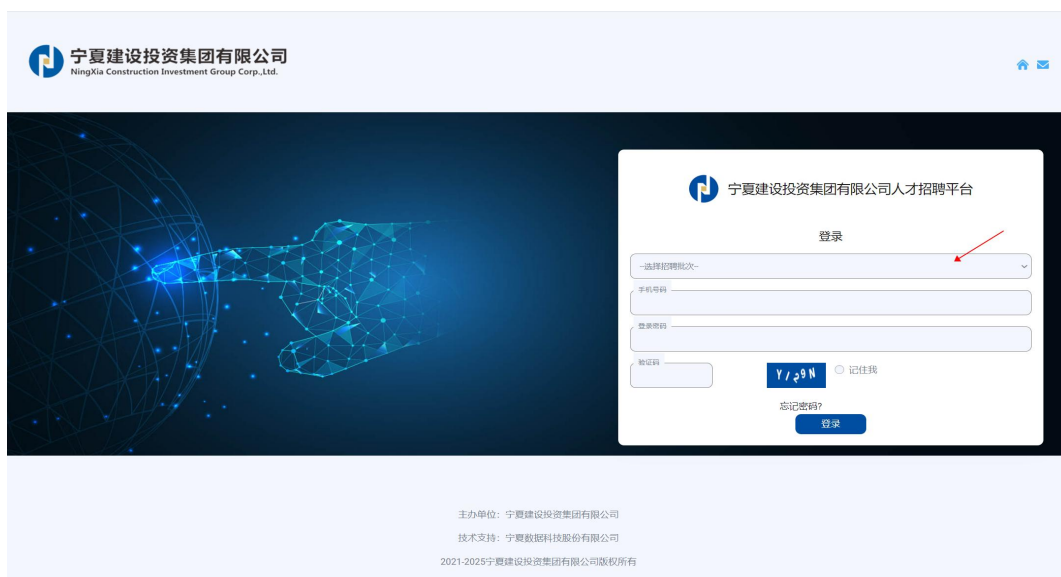 宁夏建设投资集团有限公司
NingXia Construction Investment Group Corp.,Ltd.
宁夏建设投资集团有限公司人才招聘平台
登录
--选择招聘批次--
手机号码
登录密码
验证码
记住我
忘记密码?
登录
主办单位：宁夏建设投资集团有限公司
技术支持：宁夏数据科技股份有限公司
2021-2025宁夏建设投资集团有限公司版权所有